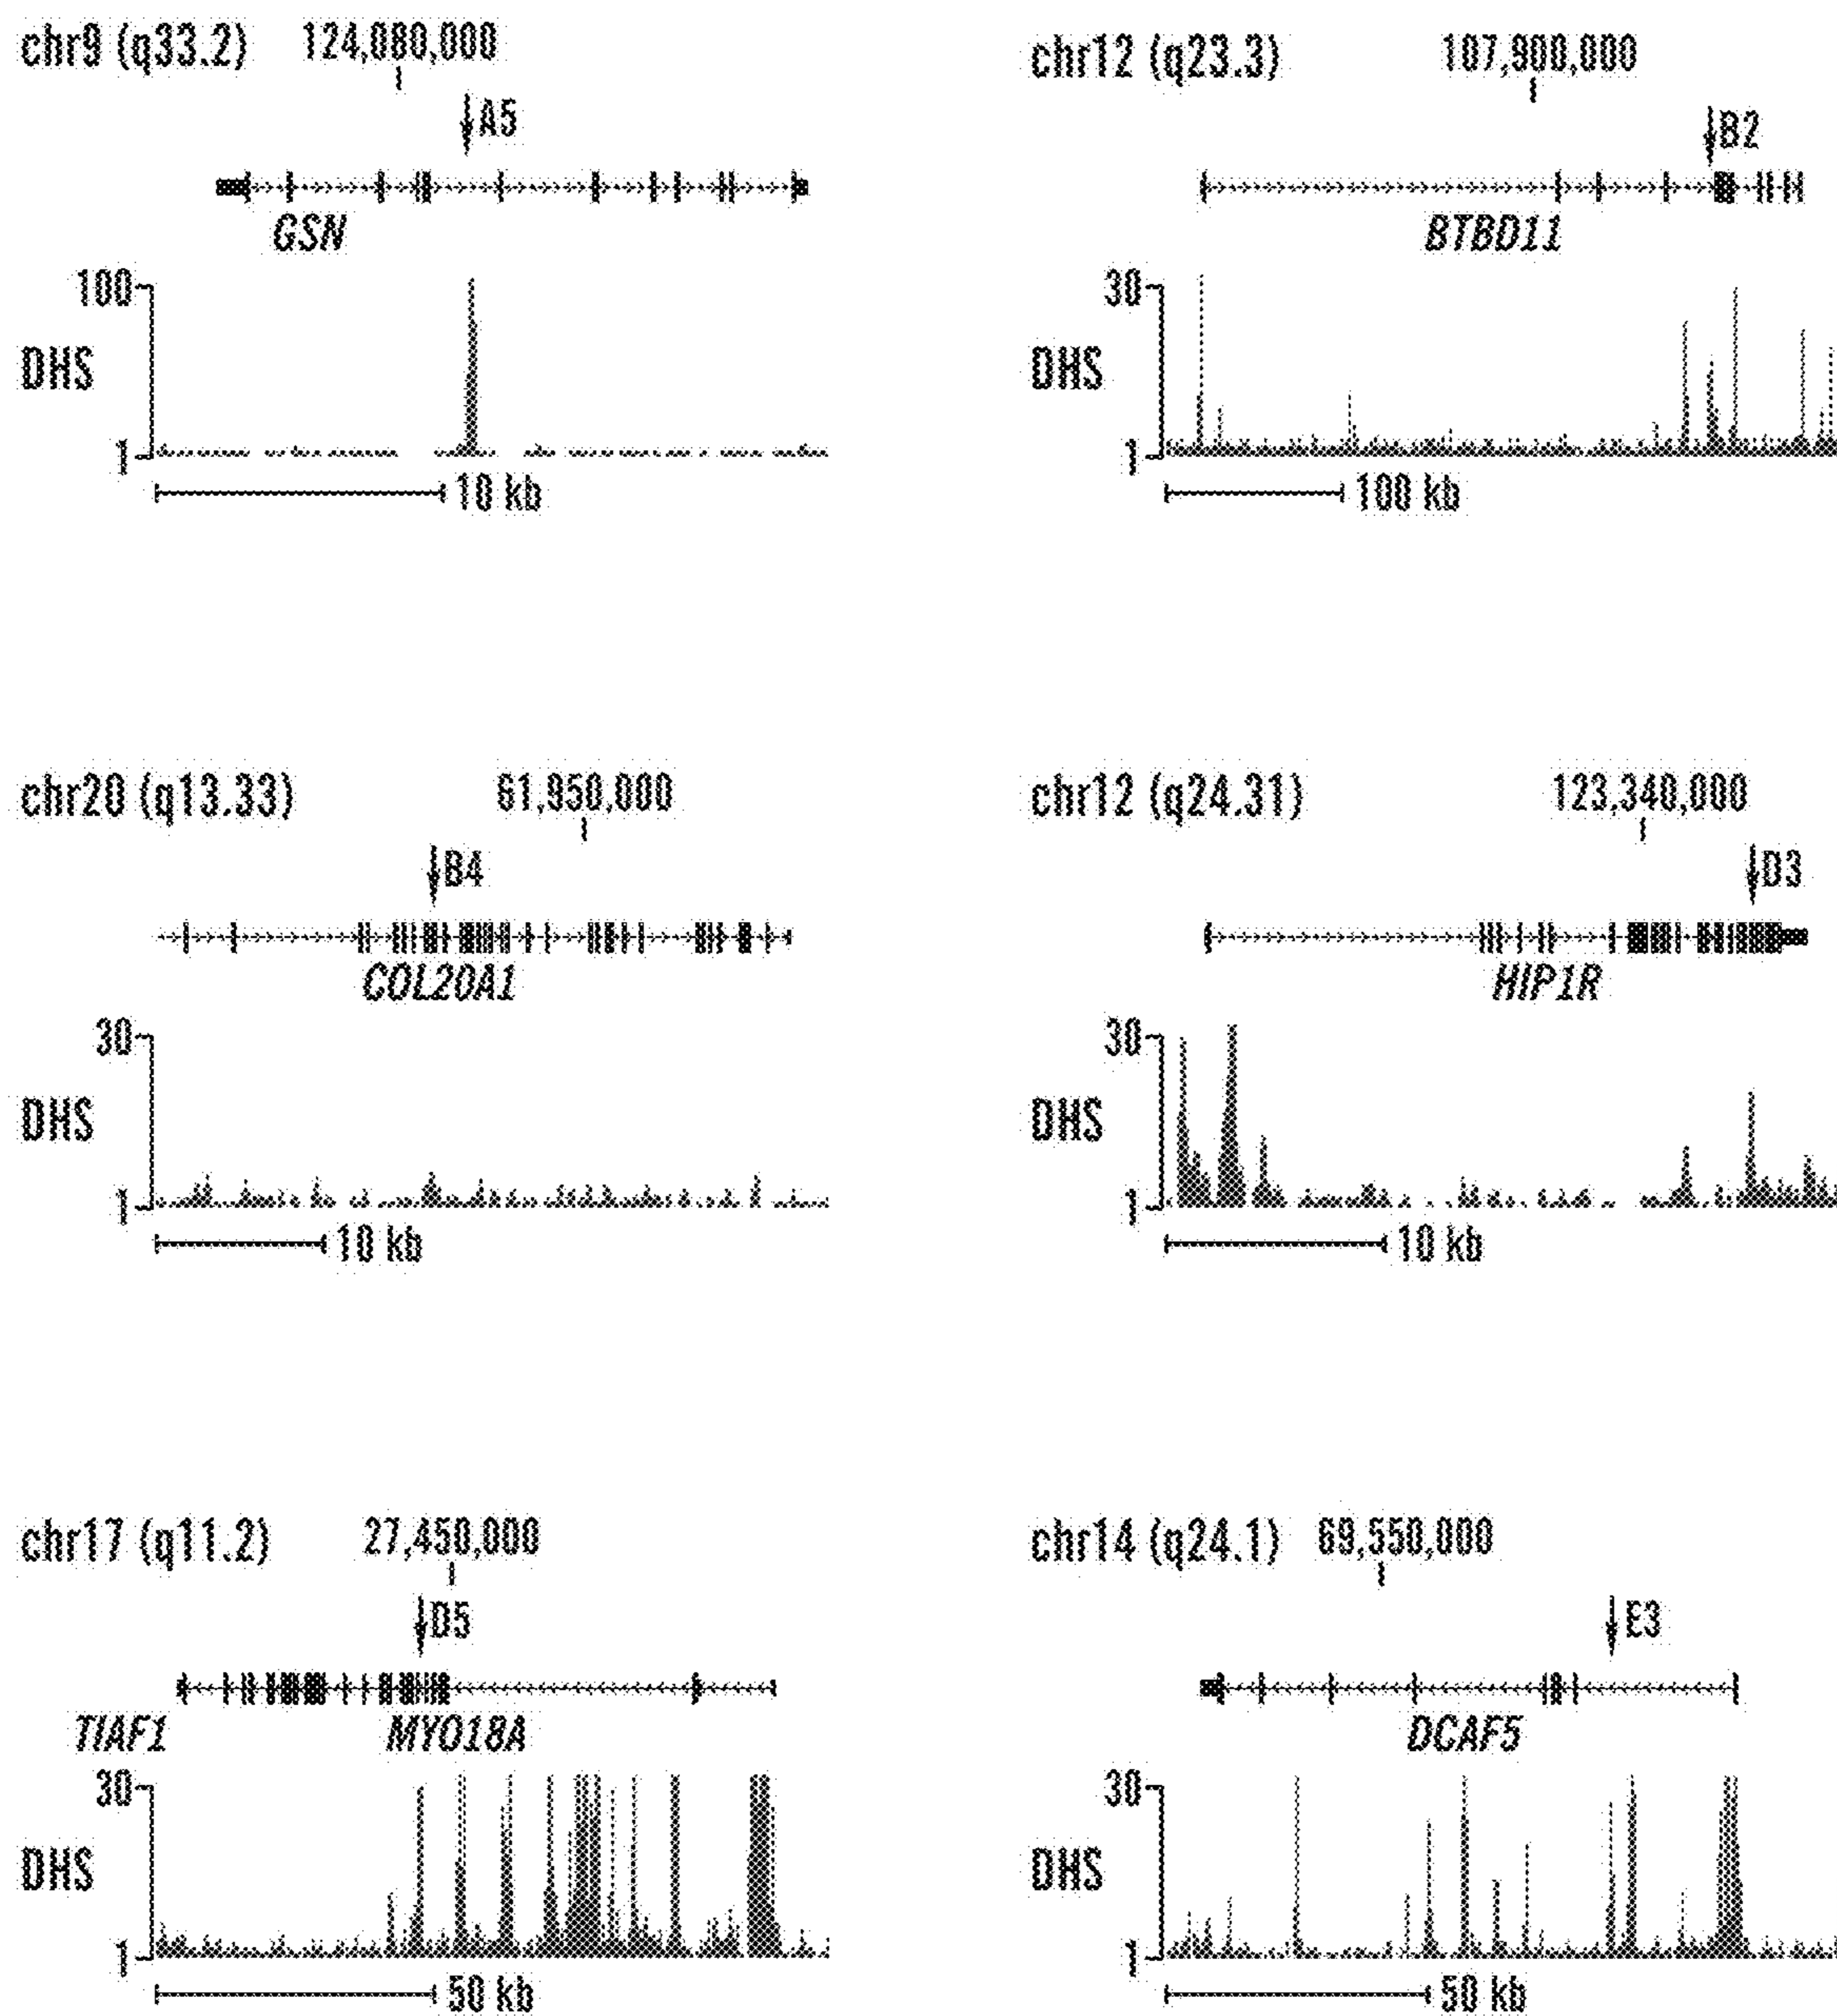 chr9 (q33.2) 124,080,000
A5
GSN
100
DHS
1
10 kb
chr12 (q23.3) 107,900,000
B2
BTBD11
30
DHS
1
100 kb
chr20 (q13.33) 61,950,000
B4
COL20A1
30
DHS
1
10 kb
chr12 (q24.31) 123,340,000
D3
HIP1R
30
DHS
1
10 kb
chr17 (q11.2) 27,450,000
D5
TIAF1 MYO18A
30
DHS
1
50 kb
chr14 (q24.1) 69,550,000
E3
DCAF5
30
DHS
1
50 kb